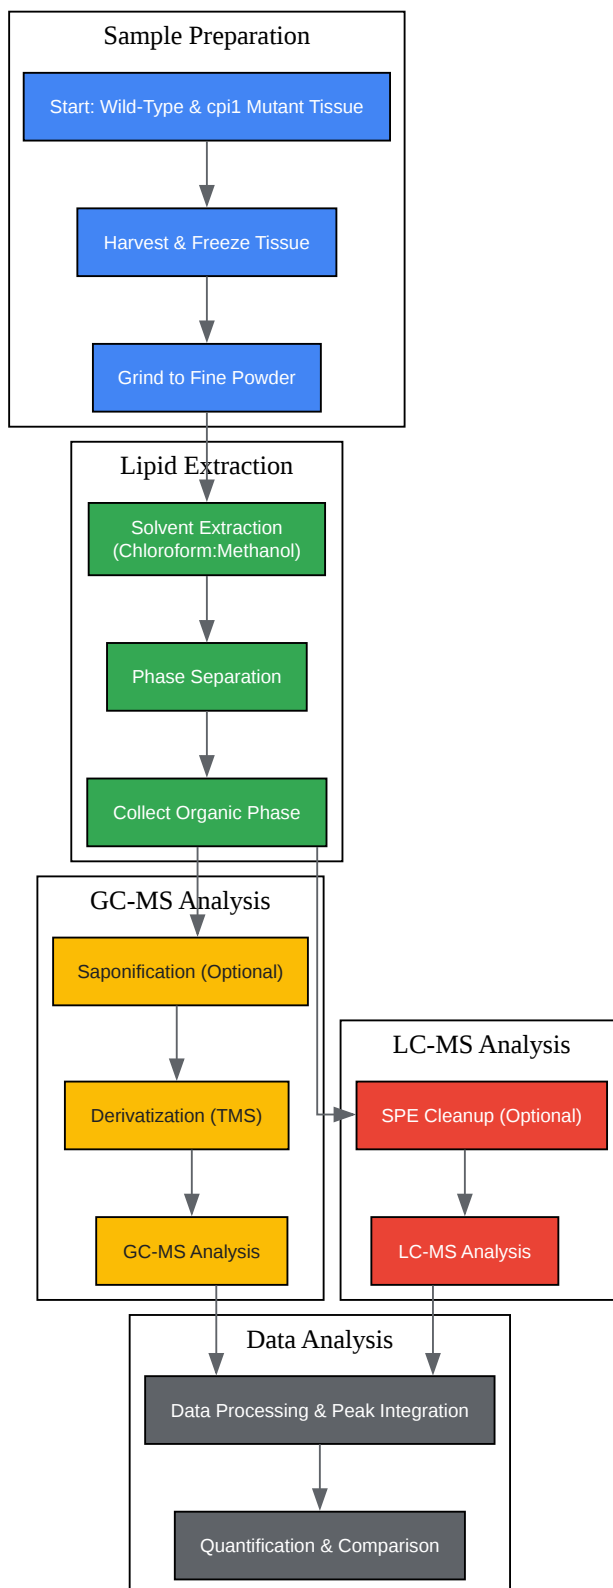 Sample Preparation
Start: Wild-Type & cpi1 Mutant Tissue
Harvest & Freeze Tissue
Grind to Fine Powder
Lipid Extraction
Solvent Extraction
(Chloroform:Methanol)
Phase Separation
Collect Organic Phase
GC-MS Analysis
Saponification (Optional)
Derivatization (TMS)
GC-MS Analysis
LC-MS Analysis
SPE Cleanup (Optional)
LC-MS Analysis
Data Analysis
Data Processing & Peak Integration
Quantification & Comparison